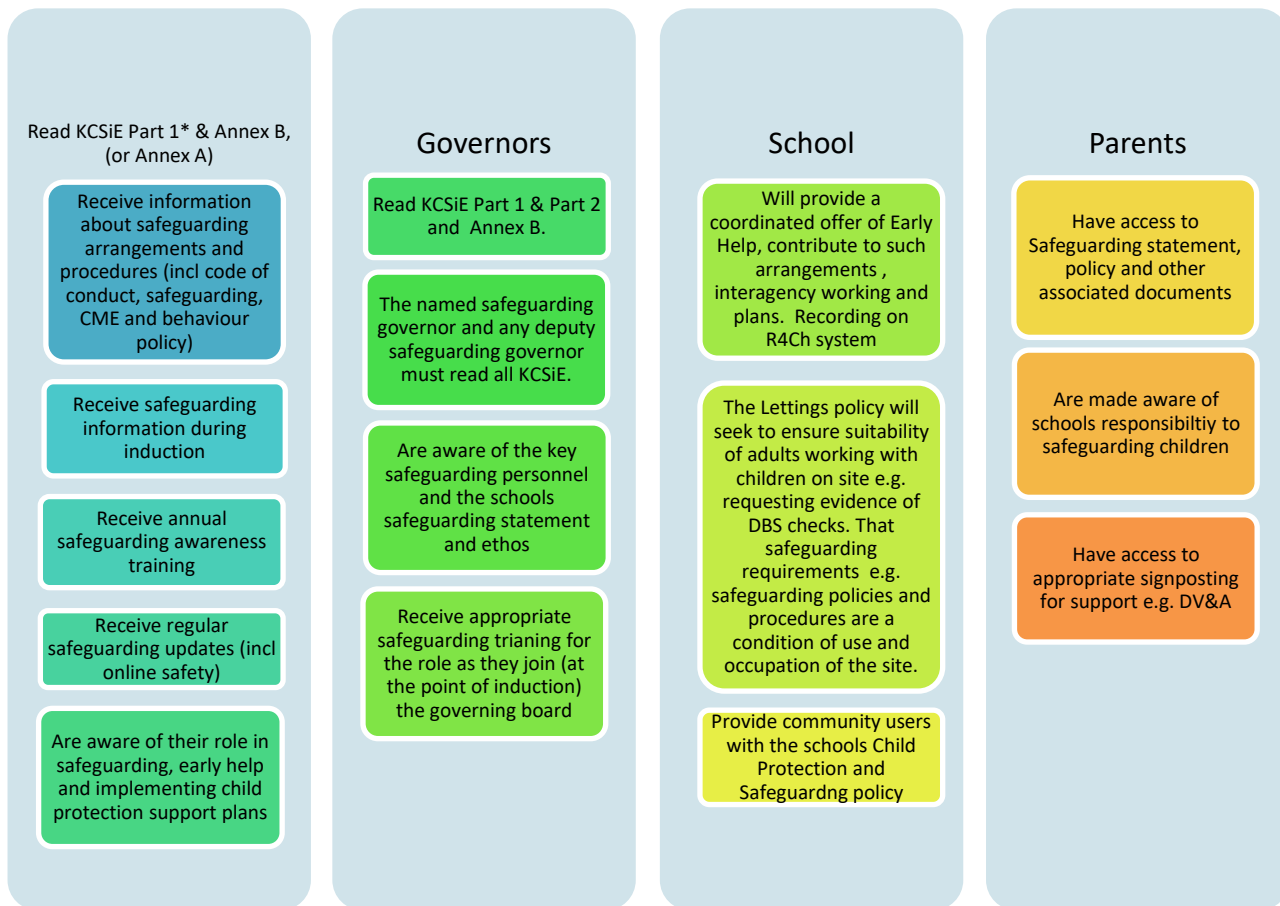 Read KCSiE Part 1* & Annex B,
(or Annex A)
Receive information
about safeguarding
arrangements and
procedures (incl code of
conduct, safeguarding,
CME and behaviour
policy)
Receive safeguarding
information during
induction
Receive annual
safeguarding awareness
training
Receive regular
safeguarding updates (incl
online safety)
Are aware of their role in
safeguarding, early help
and implementing child
protection support plans
Governors
Read KCSiE Part 1 & Part 2
and Annex B.
The named safeguarding
governor and any deputy
safeguarding governor
must read all KCSiE.
Are aware of the key
safeguarding personnel
and the schools
safeguarding statement
and ethos
Receive appropriate
safeguarding trianing for
the role as they join (at
the point of induction)
the governing board
School
Will provide a
coordinated offer of Early
Help, contribute to such
arrangements ,
interagency working and
plans. Recording on
R4Ch system
The Lettings policy will
seek to ensure suitability
of adults working with
children on site e.g.
requesting evidence of
DBS checks. That
safeguarding
requirements e.g.
safeguarding policies and
procedures are a
condition of use and
occupation of the site.
Provide community users
with the schools Child
Protection and
Safeguardng policy
Parents
Have access to
Safeguarding statement,
policy and other
associated documents
Are made aware of
schools responsibiltiy to
safeguarding children
Have access to
appropriate signposting
for support e.g. DV&A